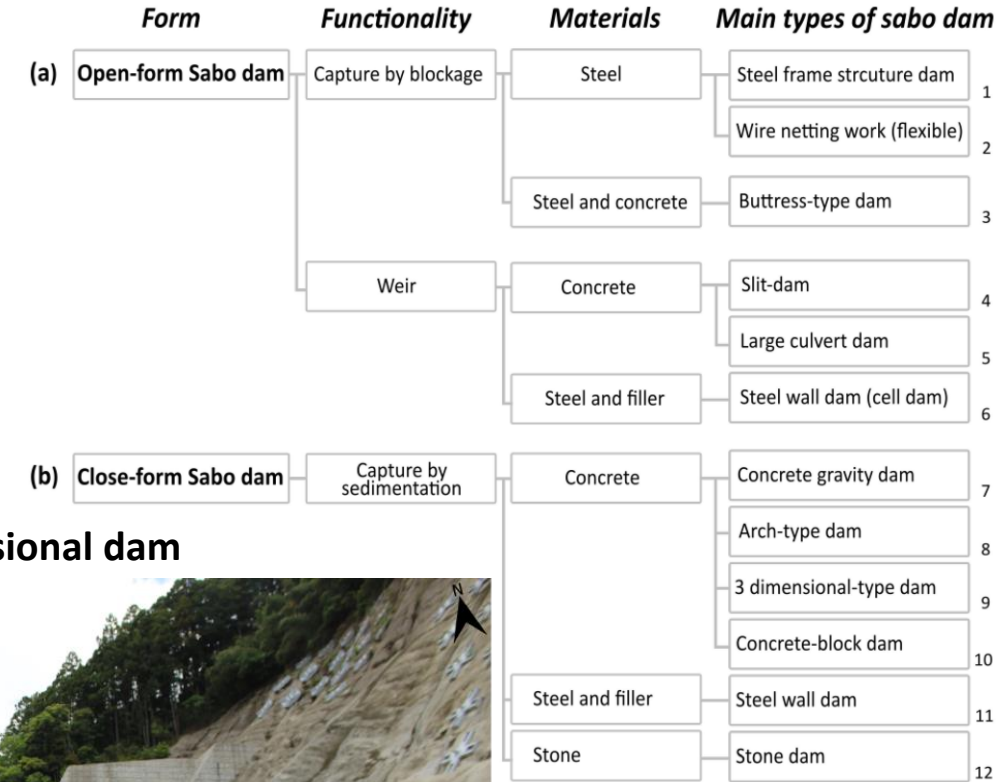 Form Functionality Materials Main types of sabo dam
(a) Open-form Sabo dam Capture by blockage Steel Steel frame strcuture dam 1
Wire netting work (flexible) 2
Steel and concrete Buttress-type dam 3
Weir Concrete Slit-dam 4
Large culvert dam 5
Steel and filler Steel wall dam (cell dam) 6
(b) Close-form Sabo dam Capture by
sedimentation Concrete Concrete gravity dam 7
Arch-type dam 8
sional dam
3 dimensional-type dam 9
N
Concrete-block dam 10
Steel and filler Steel wall dam 11
Stone Stone dam 12